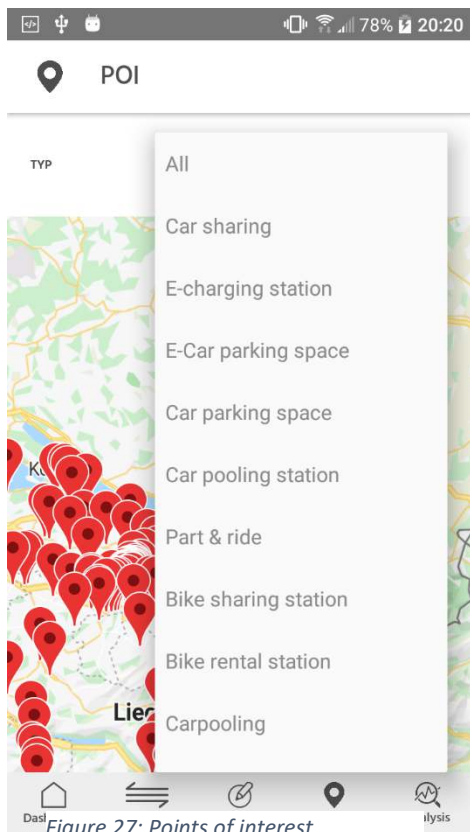 78% 20:20
POI
TYP
All
Car sharing
E-charging station
E-Car parking space
Car parking space
Car pooling station
Part & ride
Bike sharing station
Bike rental station
Carpooling
Figure 27: Points of interest